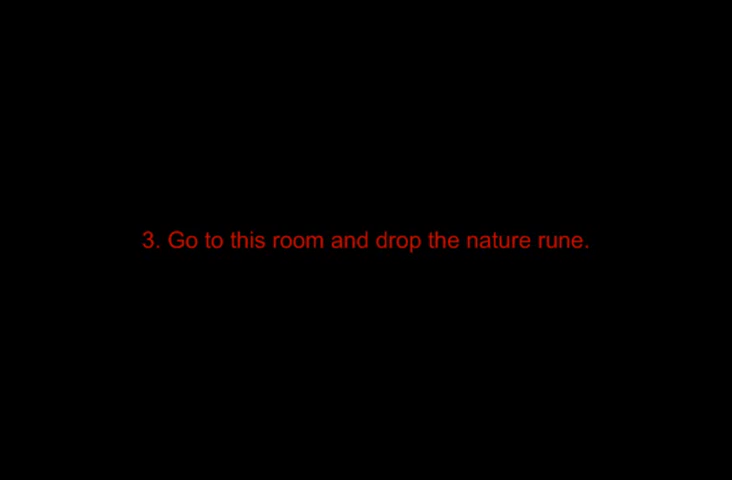 3. Go to this room and drop the nature rune.